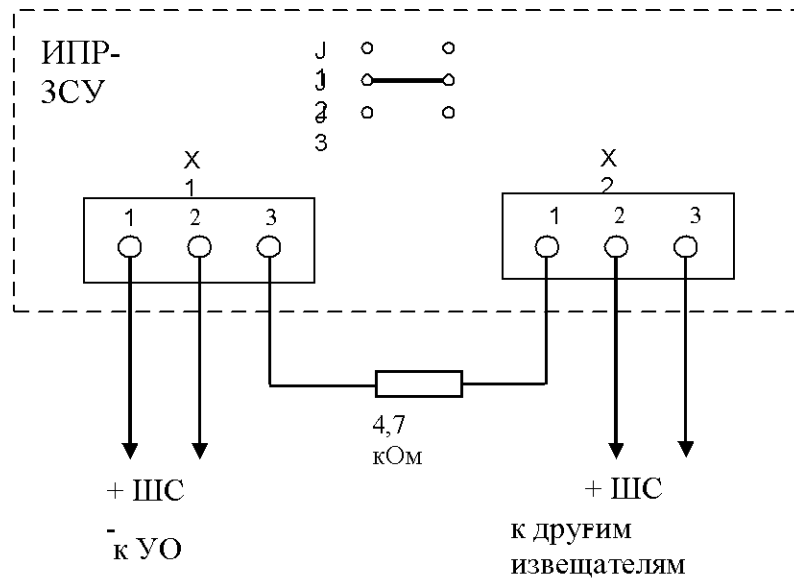 ИПР-
3СУ
J
1
J
2
J
3
X
1
X
2
1 2 3
1 2 3
4,7
кОм
+ ШС
-
к УО
+ ШС
к другим
извещателям